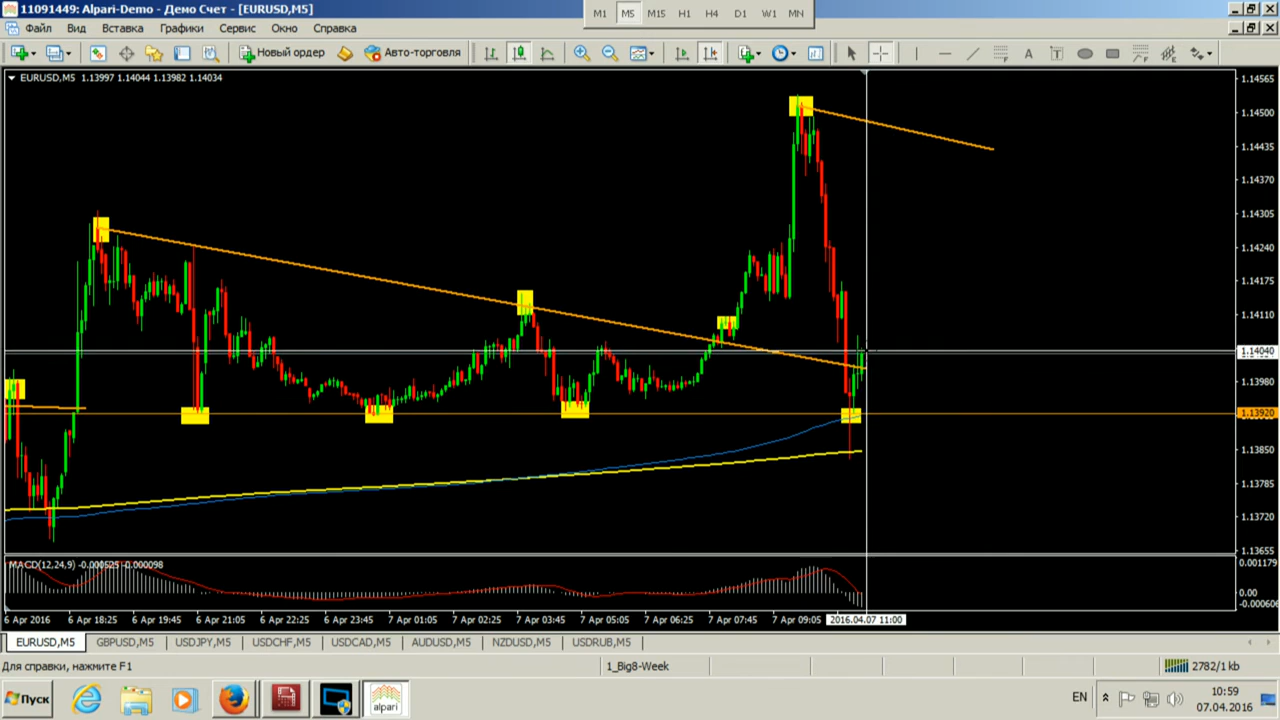 11091449: Alpari-Demo - Демо Счет - [EURUSD,M5]
M1 M5 M15 H1 H4 D1 W1 MN
Файл Вид Вставка Графики Сервис Окно Справка
Новый ордер Авто-торговля
EURUSD,M5 1.13997 1.14044 1.13982 1.14034
1.14565
1.14500
1.14435
1.14370
1.14305
1.14240
1.14175
1.14110
1.14040
1.13980
1.13920
1.13850
1.13785
1.13720
1.13655
MACD(12,24,9) -0.000525 -0.000098
0.001179
0.00
-0.000606
6 Apr 2016 6 Apr 18:25 6 Apr 19:45 6 Apr 21:05 6 Apr 22:25 6 Apr 23:45 7 Apr 01:05 7 Apr 02:25 7 Apr 03:45 7 Apr 05:05 7 Apr 06:25 7 Apr 07:45 7 Apr 09:05 2016.04.07 11:00
EURUSD,M5 GBPUSD,M5 USDJPY,M5 USDCHF,M5 USDCAD,M5 AUDUSD,M5 NZDUSD,M5 USDRUB,M5
Для справки, нажмите F1 1_Big8-Week 2782/1 kb
Пуск alpari EN 10:59
07.04.2016